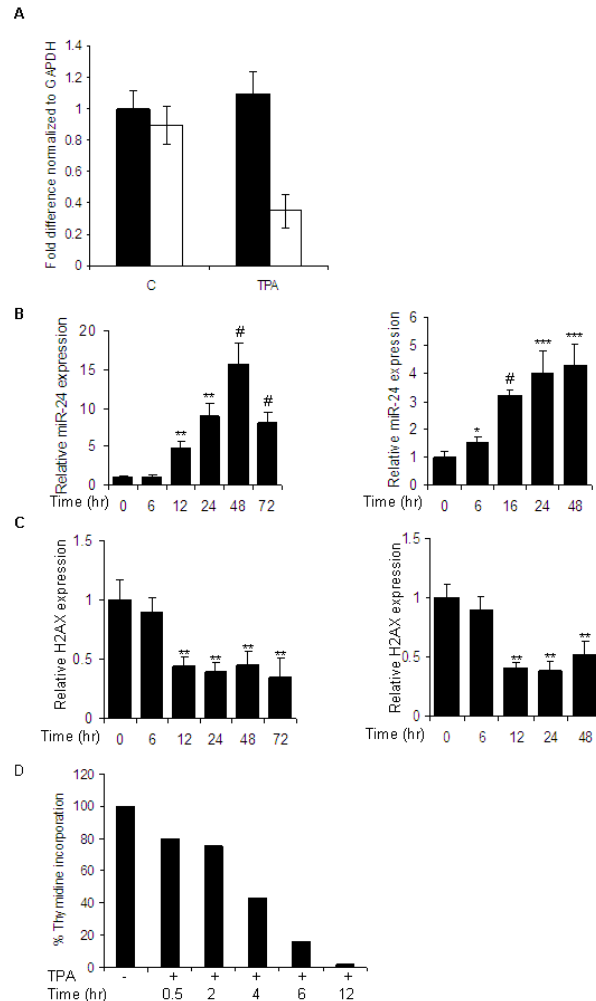 A
Fold difference normalized to GAPDH
1.4
1.2
1
0.8
0.6
0.4
0.2
0
C TPA
B
Relative miR-24 expression
20
15
10
5
0
** ** # #
Time (hr) 0 6 12 24 48 72
Relative miR-24 expression
6
5
4
3
2
1
0
* # *** ***
Time (hr) 0 6 16 24 48
C
Relative H2AX expression
1.5
1
0.5
0
** ** ** **
Time (hr) 0 6 12 24 48 72
Relative H2AX expression
1.5
1
0.5
0
** ** **
Time (hr) 0 6 12 24 48
D
% Thymidine incorporation
120
100
80
60
40
20
0
TPA - + + + + +
Time (hr) 0.5 2 4 6 12